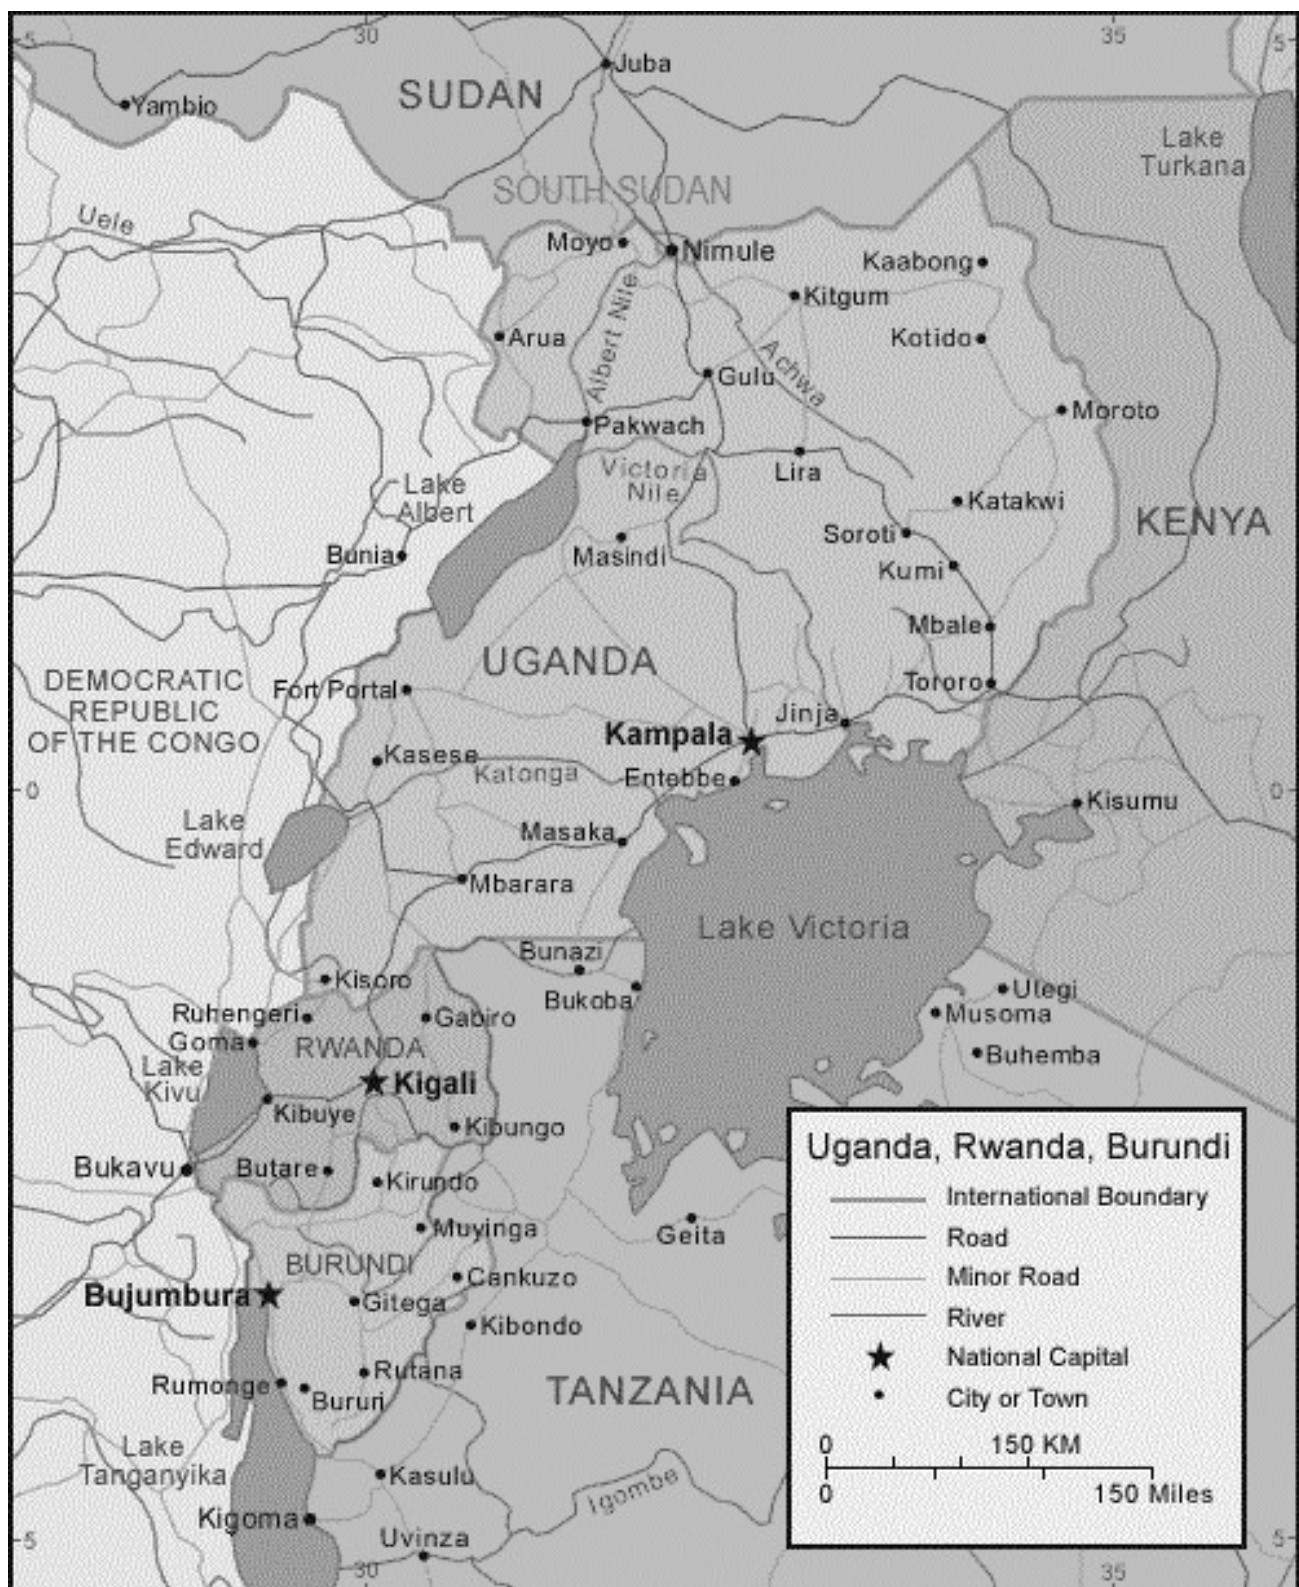 5
30
35
5
Juba
SUDAN
Yambio
Lake
Turkana
SOUTH SUDAN
Uele
Moyo
Nimule
Kaabong
Kitgum
Albert Nile
Arua
Kotido
Achwa
Gulu
Moroto
Pakwach
Victoria
Nile
Lira
Lake
Albert
Katakwi
KENYA
Soroti
Bunia
Masindi
Kumi
Mbale
UGANDA
DEMOCRATIC
REPUBLIC
OF THE CONGO
Fort Portal
Tororo
Jinja
Kampala
Kasese
Katonga
Entebbe
0
0
Kisumu
Lake
Edward
Masaka
Mbarara
Lake Victoria
Bunazi
Kisoro
Bukoba
Utegi
Ruhengeri
Gabiro
Musoma
Goma
RWANDA
Buhemba
Lake
Kivu
Kigali
Kibuye
Kibungo
Bukavu
Butare
Kirundo
Muyinga
Geita
BURUNDI
Cankuzo
Bujumbura
Gitega
Kibondo
Rutana
Rumonge
Bururi
TANZANIA
Lake
Tanganyika
Kasulu
Igombe
Kigoma
Uvinza
5
30
35
5
Uganda, Rwanda, Burundi
International Boundary
Road
Minor Road
River
National Capital
City or Town
0 150 KM
0 150 Miles